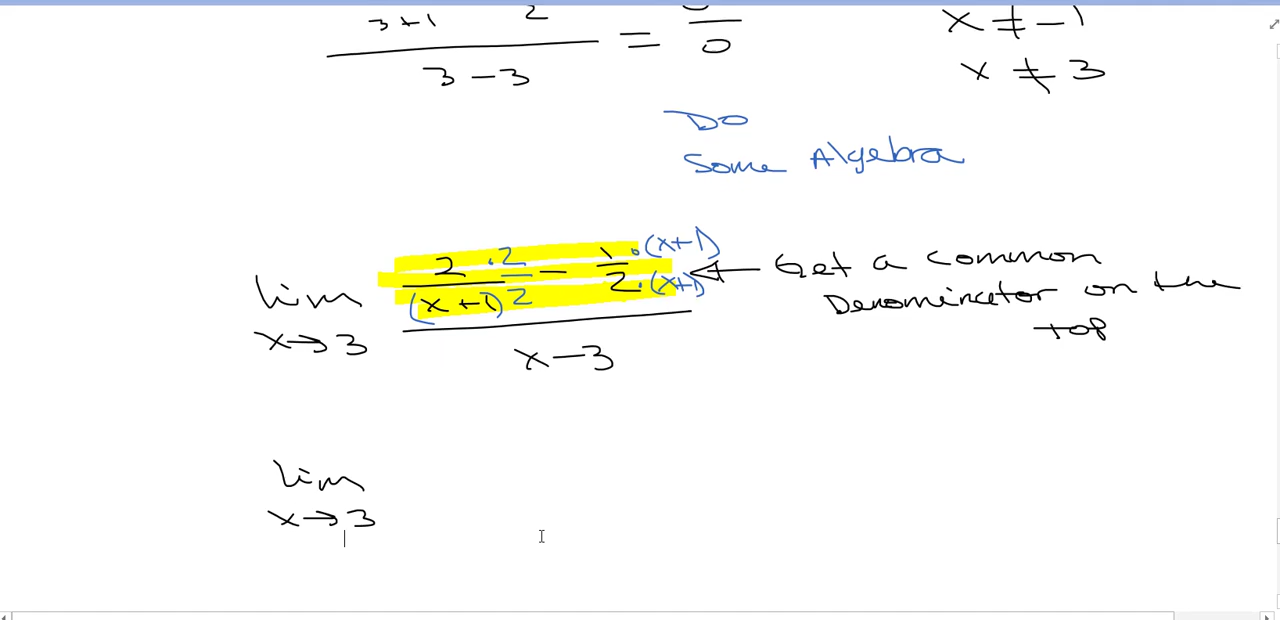 3+1 2
3-3 = 0
x ≠ -1
x ≠ 3
Do
Some Algebra
lim x→3
2/(x+1) · 2/2 - 1/2 · (x+1)/(x+1)
x-3
← Get a common
Denominator on the
top
lim
x→3